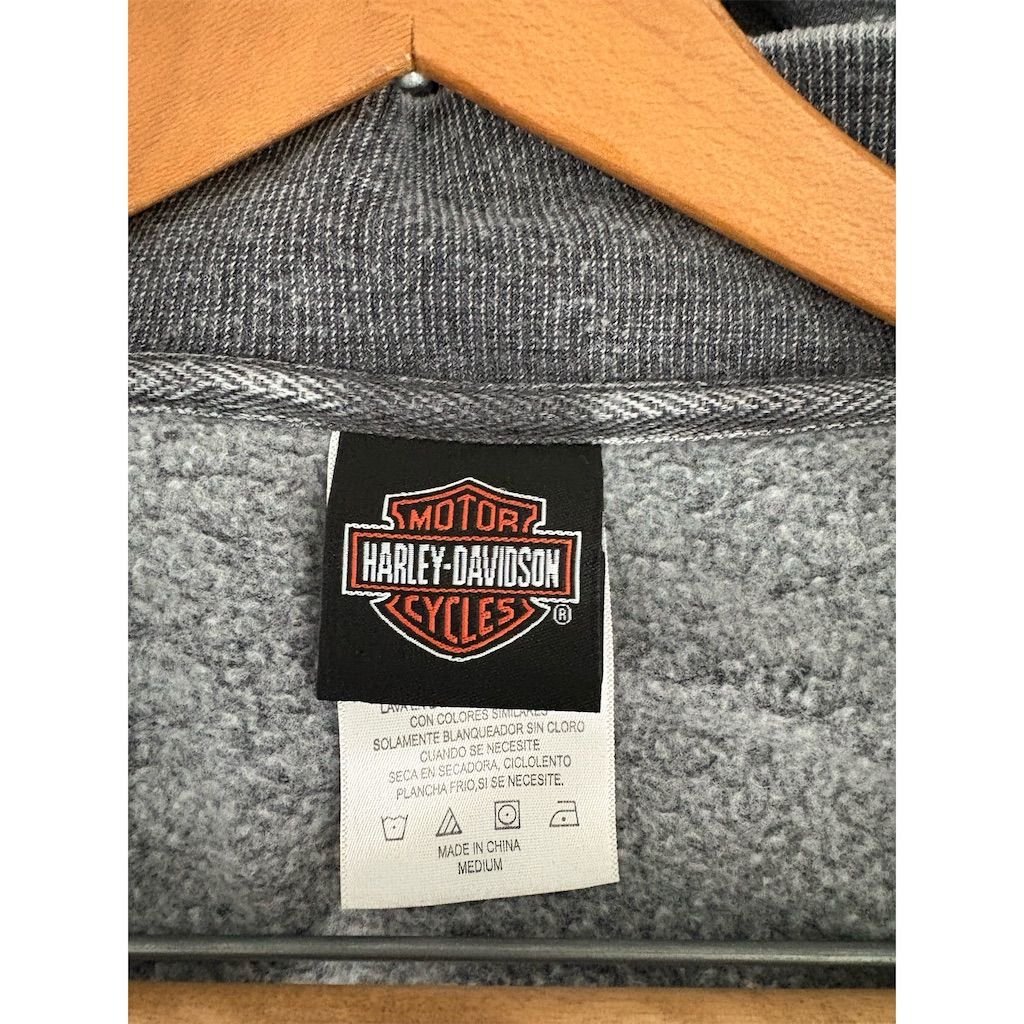 MOTOR
HARLEY-DAVIDSON
CYCLES
®
CON COLORES SIMILARES
SOLAMENTE BLANQUEADOR SIN CLORO
CUANDO SE NECESITE
SECA EN SECADORA, CICLOLENTO
PLANCHA FRIO,SI SE NECESITE.
MADE IN CHINA
MEDIUM